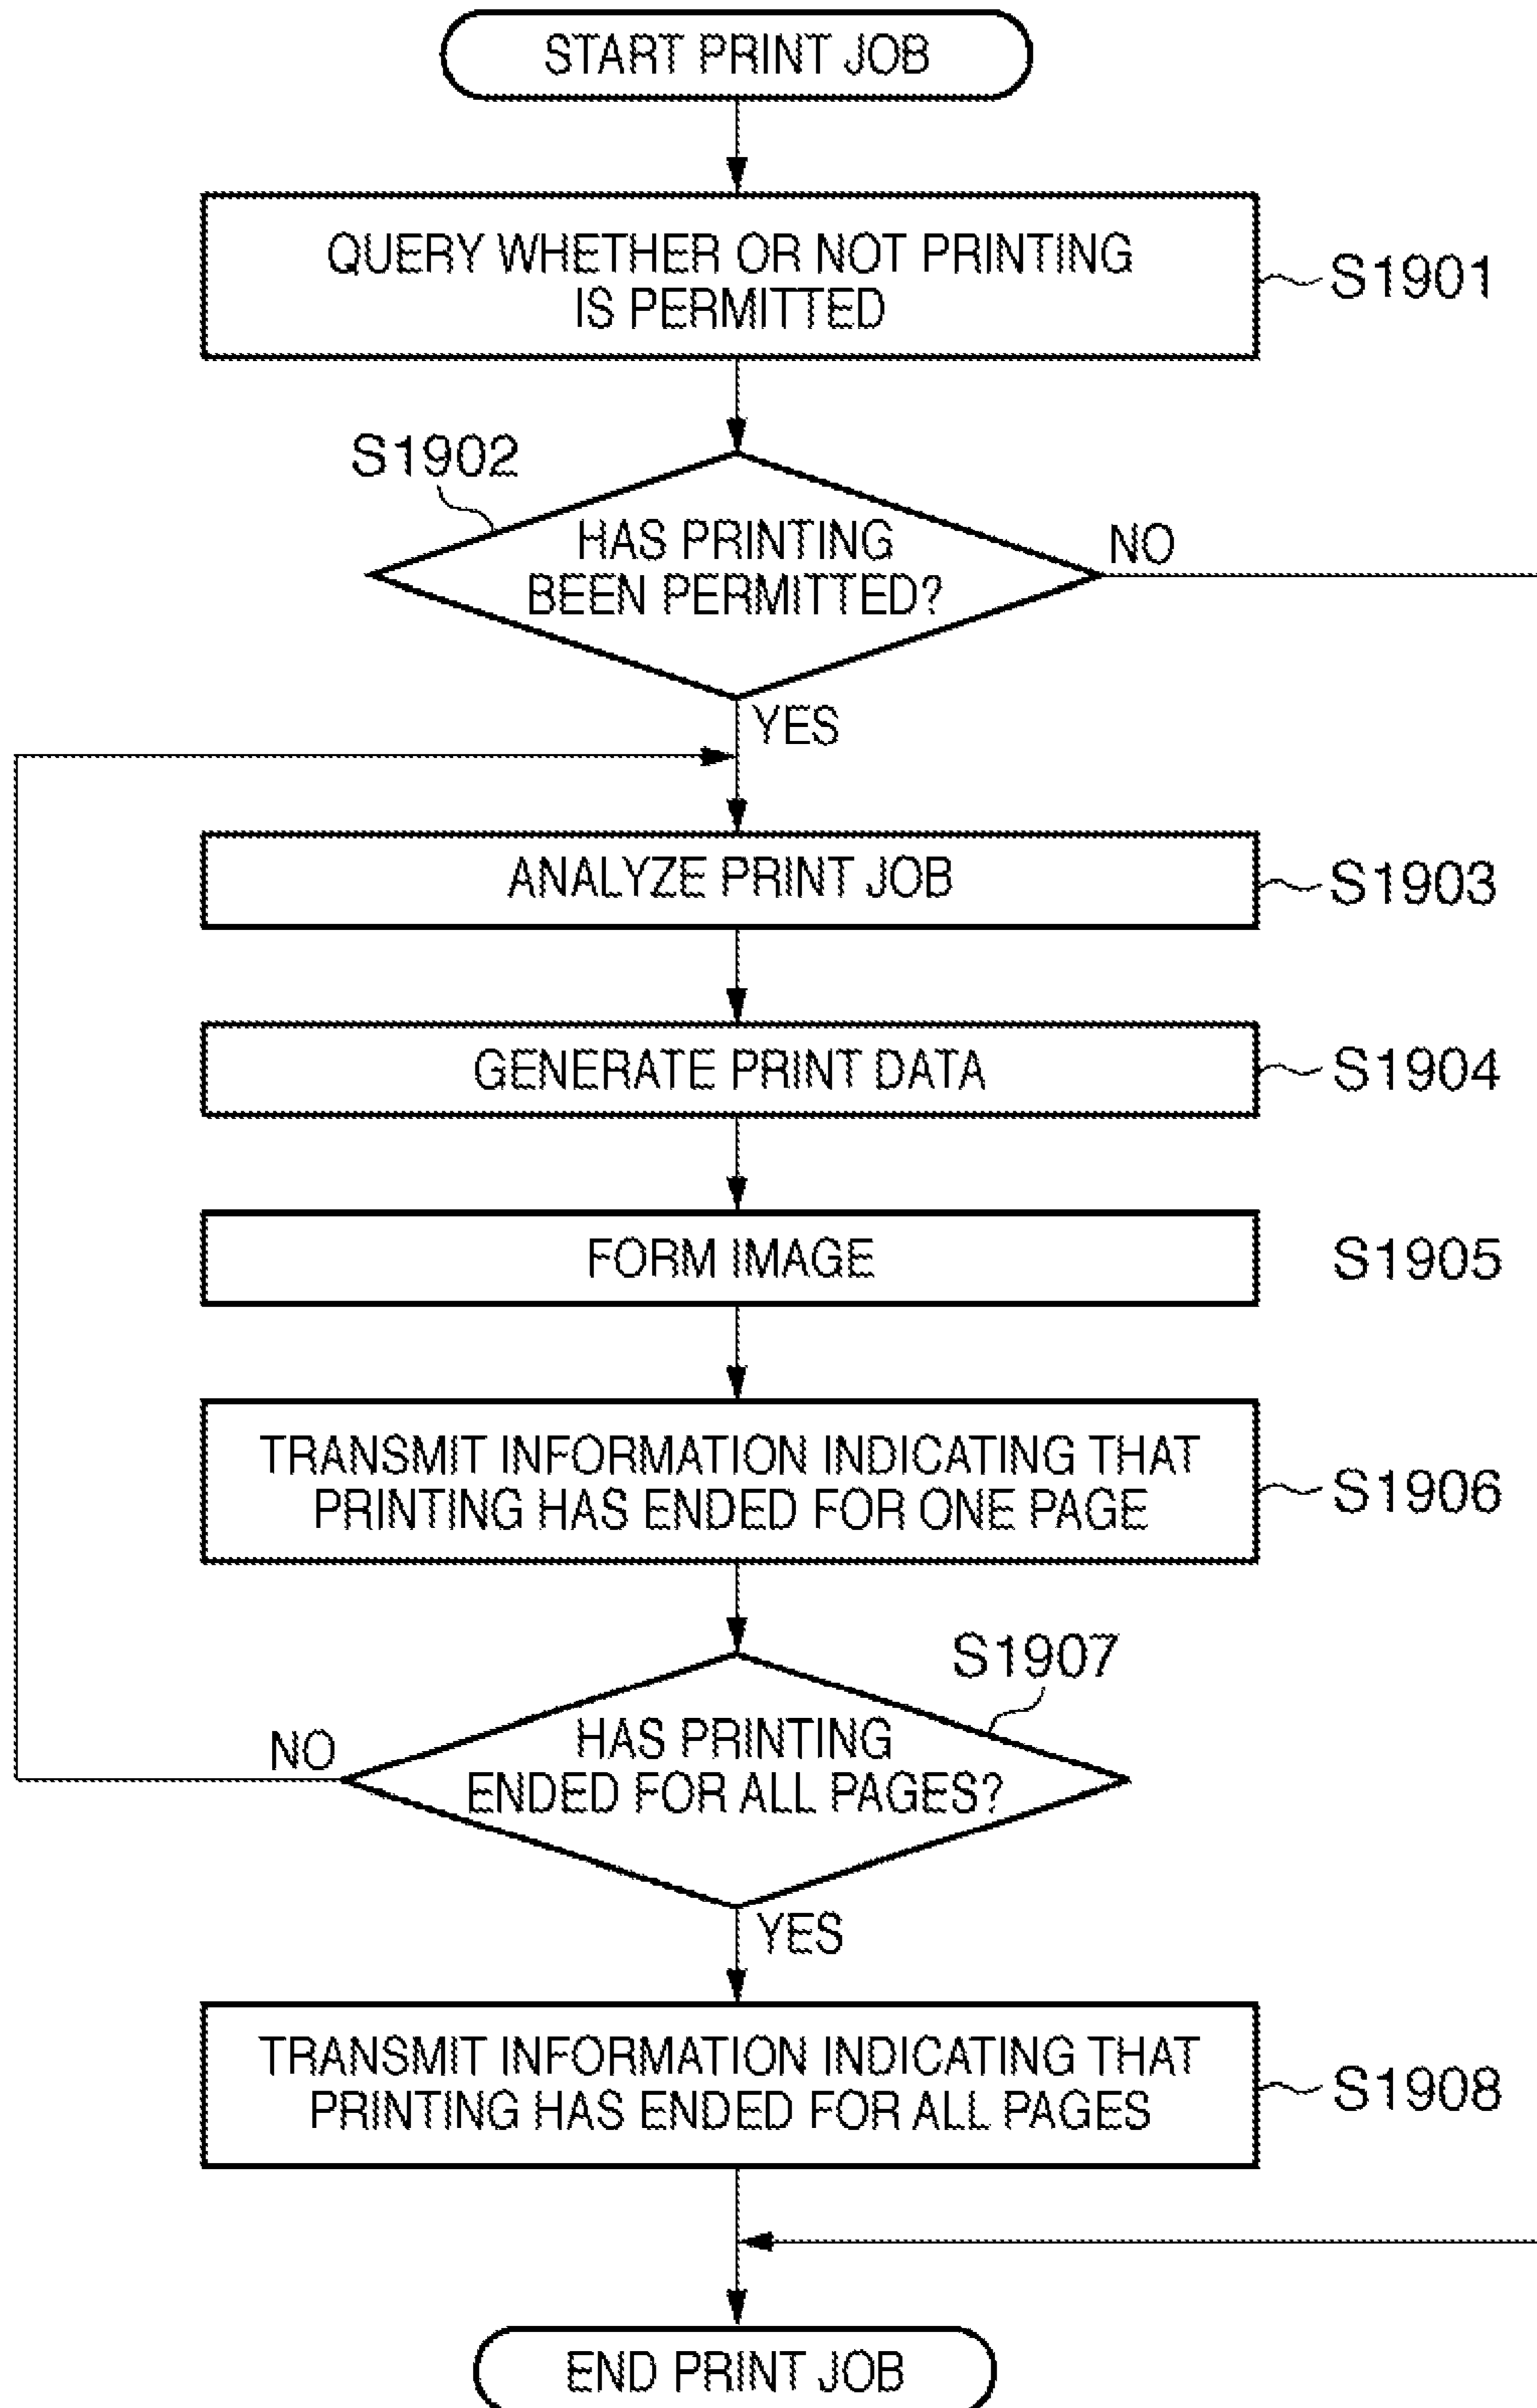 START PRINT JOB
QUERY WHETHER OR NOT PRINTING
IS PERMITTED
S1901
S1902
HAS PRINTING
BEEN PERMITTED?
NO
YES
ANALYZE PRINT JOB
S1903
GENERATE PRINT DATA
S1904
FORM IMAGE
S1905
TRANSMIT INFORMATION INDICATING THAT
PRINTING HAS ENDED FOR ONE PAGE
S1906
S1907
HAS PRINTING
ENDED FOR ALL PAGES?
NO
YES
TRANSMIT INFORMATION INDICATING THAT
PRINTING HAS ENDED FOR ALL PAGES
S1908
END PRINT JOB